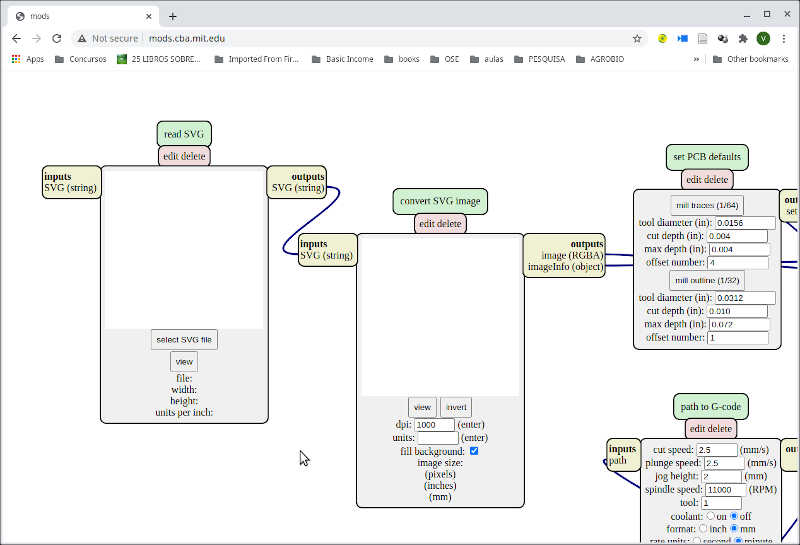 mods
Not secure
mods.cba.mit.edu
V
Apps
Concursos
25 LIBROS SOBRE...
Imported From Fir...
Basic Income
books
OSE
aulas
PESQUISA
AGROBIO
»
Other bookmarks
read SVG
edit delete
inputs
SVG (string)
outputs
SVG (string)
select SVG file
view
file:
width:
height:
units per inch:
convert SVG image
edit delete
inputs
SVG (string)
outputs
image (RGBA)
imageInfo (object)
view invert
dpi: 1000 (enter)
units: (enter)
fill background:
image size:
(pixels)
(inches)
(mm)
set PCB defaults
edit delete
mill traces (1/64)
tool diameter (in): 0.0156
cut depth (in): 0.004
max depth (in): 0.004
offset number: 4
mill outline (1/32)
tool diameter (in): 0.0312
cut depth (in): 0.010
max depth (in): 0.072
offset number: 1
ou
set
path to G-code
edit delete
inputs
path
cut speed: 2.5 (mm/s)
plunge speed: 2.5 (mm/s)
jog height: 2 (mm)
spindle speed: 11000 (RPM)
tool: 1
coolant: on off
format: inch mm
rate units: second minute
ou